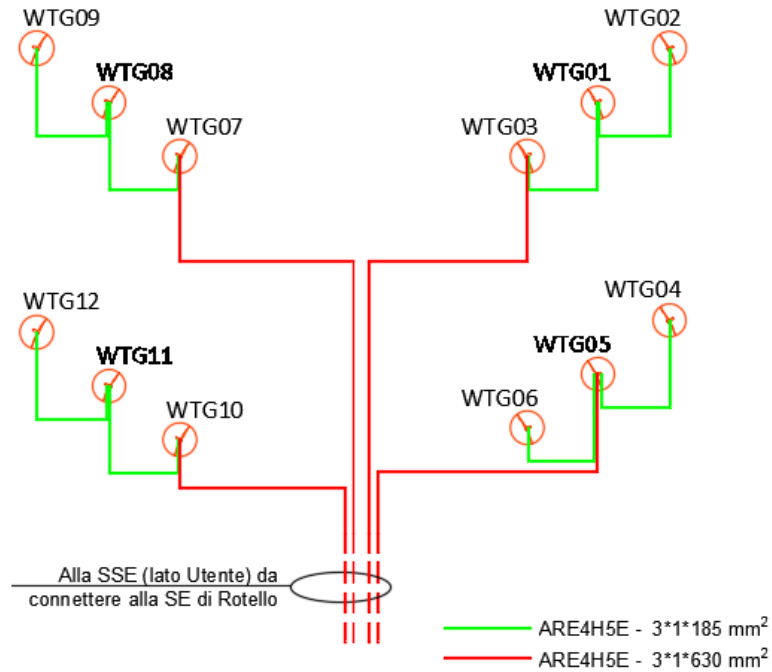 WTG09
WTG02
WTG08
WTG01
WTG07
WTG03
WTG12
WTG04
WTG11
WTG05
WTG10
WTG06
Alla SSE (lato Utente) da
connettere alla SE di Rotello
ARE4H5E - 3*1*185 mm²
ARE4H5E - 3*1*630 mm²